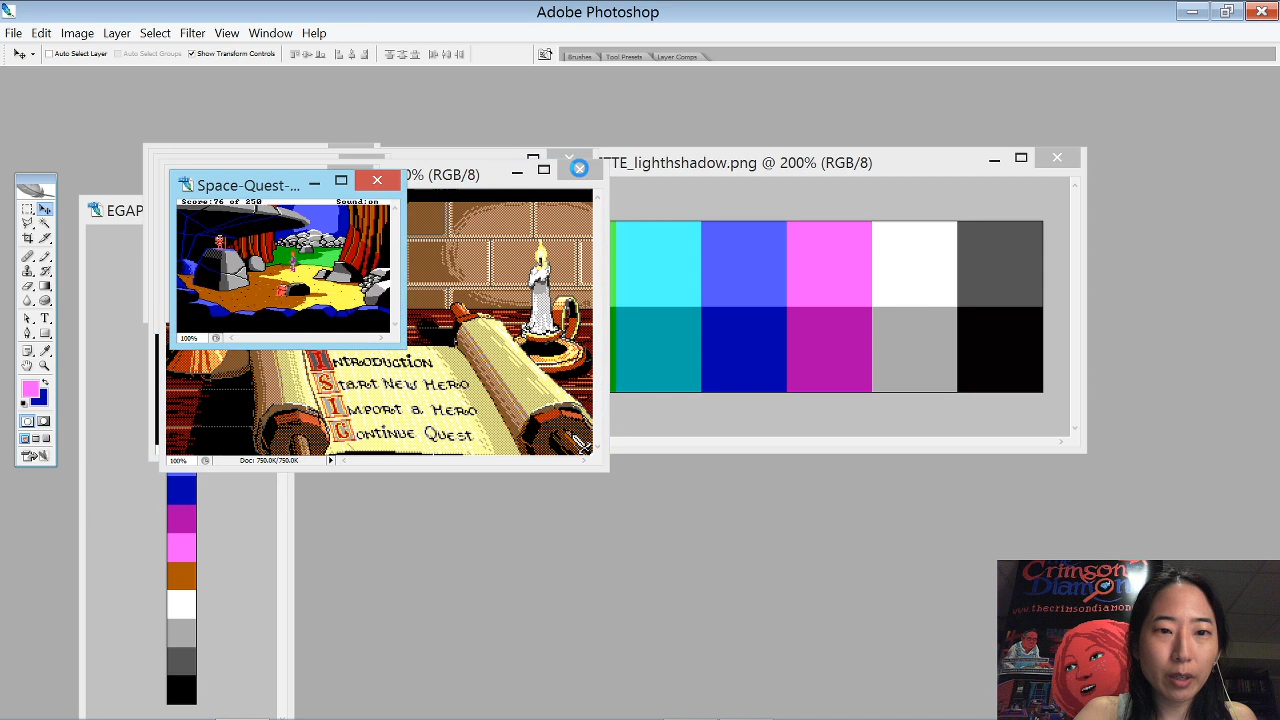 Adobe Photoshop
File Edit Image Layer Select Filter View Window Help
Auto Select Layer Auto Select Groups Show Transform Controls Brushes Tool Presets Layer Comps
TTE_lighthshadow.png @ 200% (RGB/8)
0% (RGB/8)
Space-Quest-...
EGAP
Score:76 of 250 Sound:on
100%
Introduction
Start New Hero
Import a Hero
Continue Quest
100% Doc: 750.0K/750.0K
Crimson
Diamond
www.thecrimsondiamond